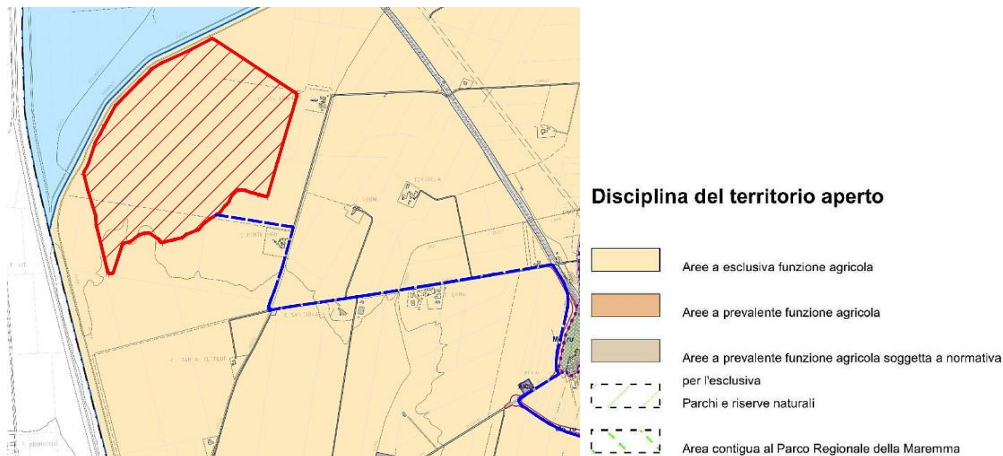 Disciplina del territorio aperto
Aree a esclusiva funzione agricola
Aree a prevalente funzione agricola
Aree a prevalente funzione agricola soggetta a normativa
per l'esclusiva
Parchi e riserve naturali
Area contigua al Parco Regionale della Maremma